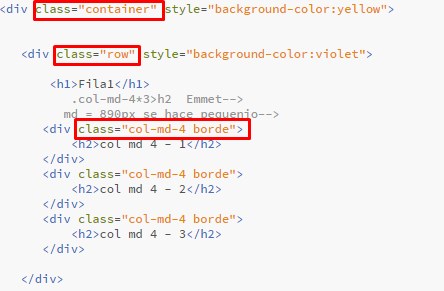 <div class="container" style="background-color:yellow">
<div class="row" style="background-color:violet">
<h1>Fila1</h1>
.col-md-4*3>h2 Emmet-->
md = 890px se hace pequenio-->
<div class="col-md-4 borde">
<h2>col md 4 - 1</h2>
</div>
<div class="col-md-4 borde">
<h2>col md 4 - 2</h2>
</div>
<div class="col-md-4 borde">
<h2>col md 4 - 3</h2>
</div>
</div>